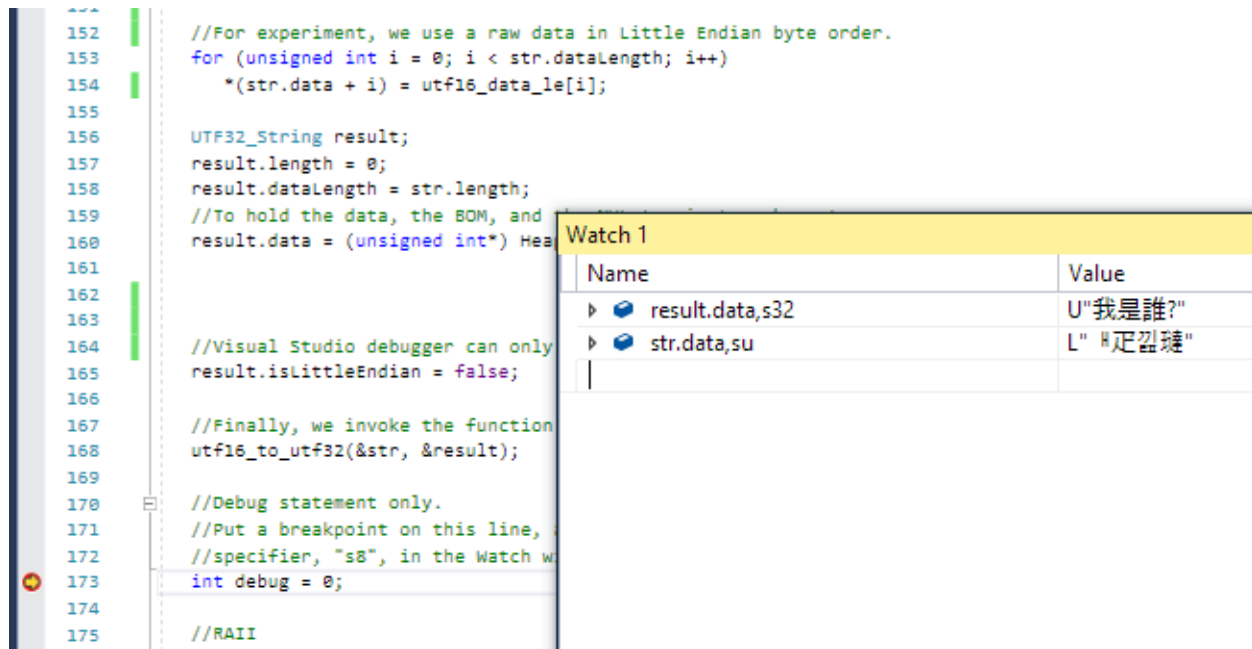 152 //For experiment, we use a raw data in Little Endian byte order.
153 for (unsigned int i = 0; i < str.dataLength; i++)
154 *(str.data + i) = utf16_data_le[i];
155
156 UTF32_String result;
157 result.length = 0;
158 result.dataLength = str.length;
159 //To hold the data, the BOM, and
160 result.data = (unsigned int*) Hea
161
162
163
164 //Visual Studio debugger can only
165 result.isLittleEndian = false;
166
167 //Finally, we invoke the function
168 utf16_to_utf32(&str, &result);
169
170 //Debug statement only.
171 //Put a breakpoint on this line,
172 //specifier, "s8", in the Watch w
173 int debug = 0;
174
175 //RAII
Watch 1
Name Value
result.data,s32 U"我是誰?"
str.data,su